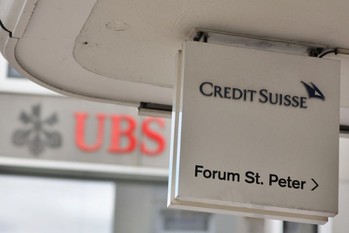 UBS
CREDIT SUISSE
Forum St. Peter >